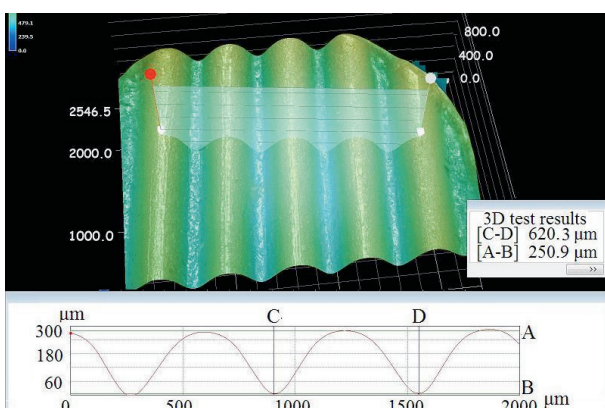 479.1
239.5
0.0
800.0
400.0
0.0
2546.5
2000.0
1000.0
3D test results
[C-D] 620.3 μm
[A-B] 250.9 μm
>>
μm
C
D
300
A
180
60
B
0 500 1000 1500 2000 μm